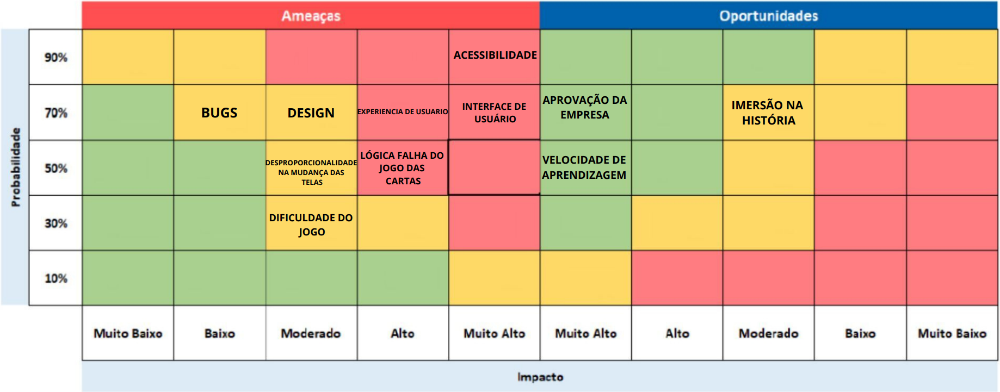 Ameaças
Oportunidades
Probabilidade
90%
ACESSIBILIDADE
70%
BUGS
DESIGN
EXPERIENCIA DE USUARIO
INTERFACE DE
USUÁRIO
APROVAÇÃO DA
EMPRESA
IMERSÃO NA
HISTÓRIA
50%
DESPROPORCIONALIDADE
NA MUDANÇA DAS
TELAS
LÓGICA FALHA DO
JOGO DAS
CARTAS
VELOCIDADE DE
APRENDIZAGEM
30%
DIFICULDADE DO
JOGO
10%
Muito Baixo
Baixo
Moderado
Alto
Muito Alto
Muito Alto
Alto
Moderado
Baixo
Muito Baixo
Impacto